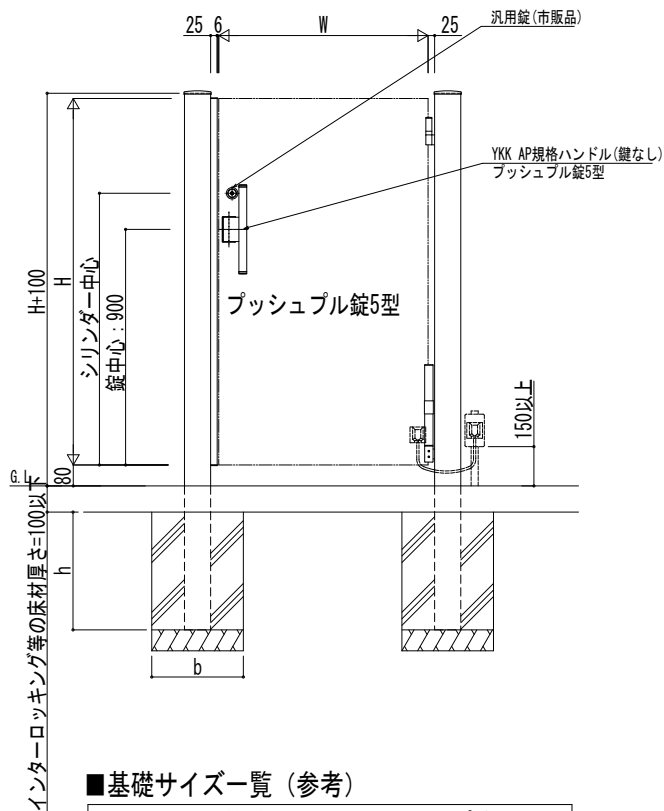 汎用錠(市販品)
25 6 W 25
YKK AP規格ハンドル(鍵なし)
プッシュプル錠5型
H+100
H
シリンダー中心
錠中心:900
プッシュプル錠5型
150以上
G.L
80
インターロッキング等の床材厚さ=100以下
h
b
■基礎サイズ一覧(参考)